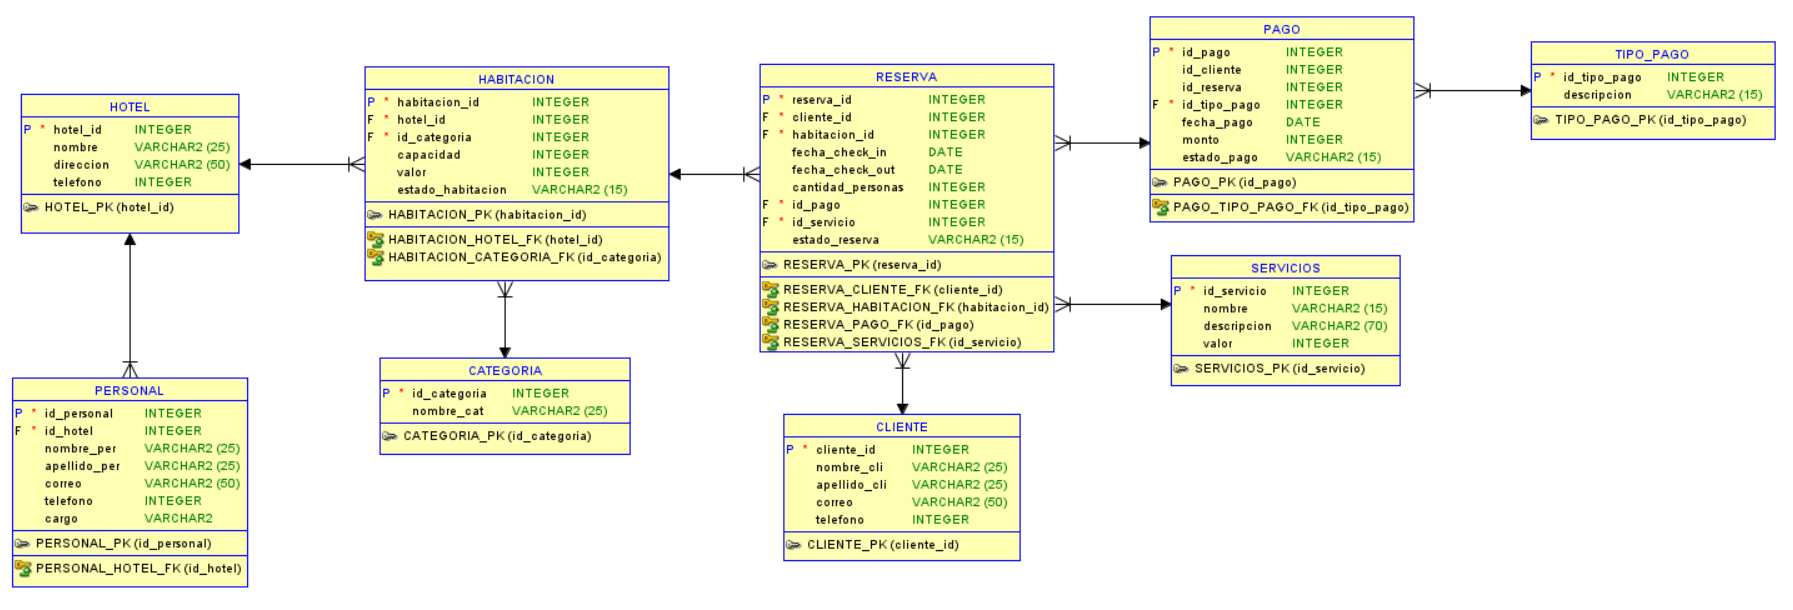 HOTEL
P * hotel_id INTEGER
nombre VARCHAR2 (25)
direccion VARCHAR2 (50)
telefono INTEGER
HOTEL_PK (hotel_id)
PERSONAL
P * id_personal INTEGER
F * id_hotel INTEGER
nombre_per VARCHAR2 (25)
apellido_per VARCHAR2 (25)
correo VARCHAR2 (50)
telefono INTEGER
cargo VARCHAR2
PERSONAL_PK (id_personal)
PERSONAL_HOTEL_FK (id_hotel)
HABITACION
P * habitacion_id INTEGER
F * hotel_id INTEGER
F * id_categoria INTEGER
capacidad INTEGER
valor INTEGER
estado_habitacion VARCHAR2 (15)
HABITACION_PK (habitacion_id)
HABITACION_HOTEL_FK (hotel_id)
HABITACION_CATEGORIA_FK (id_categoria)
CATEGORIA
P * id_categoria INTEGER
nombre_cat VARCHAR2 (25)
CATEGORIA_PK (id_categoria)
RESERVA
P * reserva_id INTEGER
F * cliente_id INTEGER
F * habitacion_id INTEGER
fecha_check_in DATE
fecha_check_out DATE
cantidad_personas INTEGER
F * id_pago INTEGER
F * id_servicio INTEGER
estado_reserva VARCHAR2 (15)
RESERVA_PK (reserva_id)
RESERVA_CLIENTE_FK (cliente_id)
RESERVA_HABITACION_FK (habitacion_id)
RESERVA_PAGO_FK (id_pago)
RESERVA_SERVICIOS_FK (id_servicio)
CLIENTE
P * cliente_id INTEGER
nombre_cli VARCHAR2 (25)
apellido_cli VARCHAR2 (25)
correo VARCHAR2 (50)
telefono INTEGER
CLIENTE_PK (cliente_id)
PAGO
P * id_pago INTEGER
id_cliente INTEGER
id_reserva INTEGER
F * id_tipo_pago INTEGER
fecha_pago DATE
monto INTEGER
estado_pago VARCHAR2 (15)
PAGO_PK (id_pago)
PAGO_TIPO_PAGO_FK (id_tipo_pago)
SERVICIOS
P * id_servicio INTEGER
nombre VARCHAR2 (15)
descripcion VARCHAR2 (70)
valor INTEGER
SERVICIOS_PK (id_servicio)
TIPO_PAGO
P * id_tipo_pago INTEGER
descripcion VARCHAR2 (15)
TIPO_PAGO_PK (id_tipo_pago)